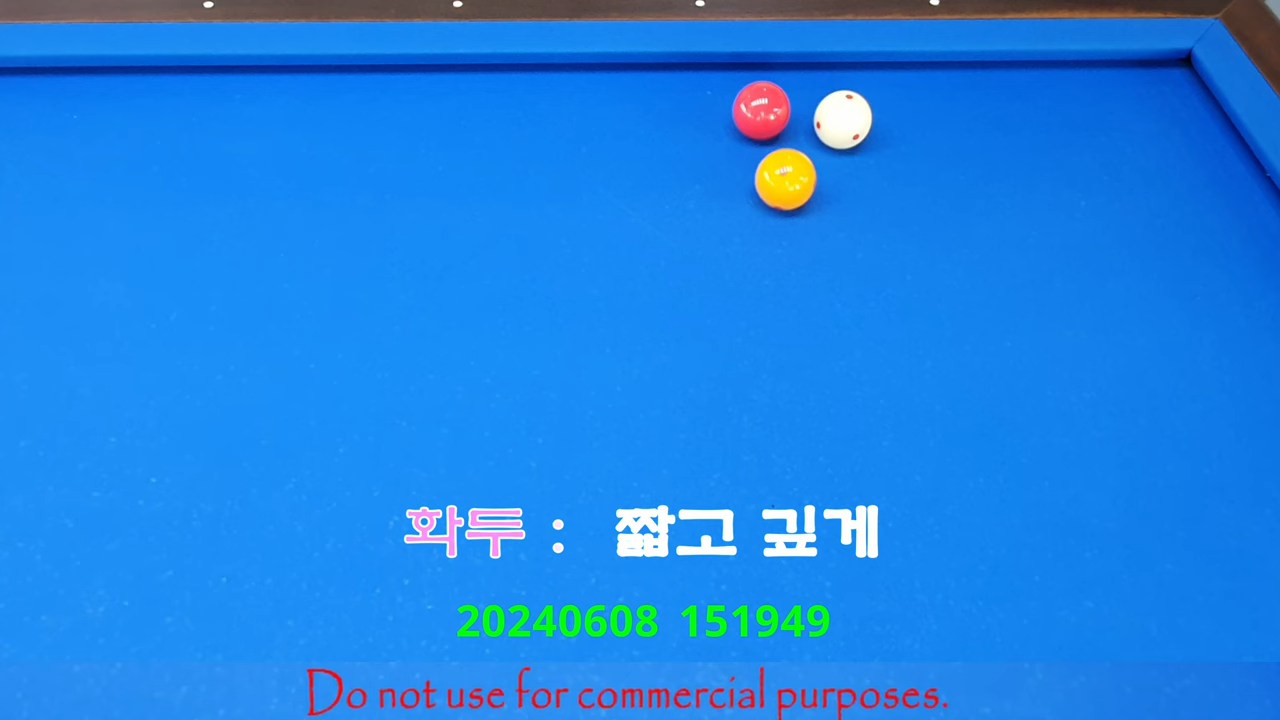 화두 : 짧고 깊게
20240608 151949
Do not use for commercial purposes.